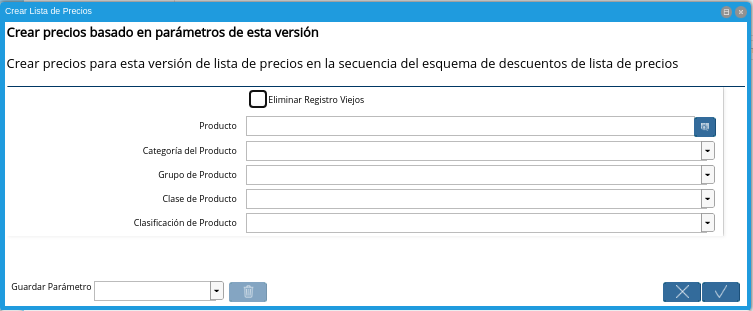 Crear Lista de Precios
Crear precios basado en parámetros de esta versión
Crear precios para esta versión de lista de precios en la secuencia del esquema de descuentos de lista de precios
Eliminar Registro Viejos
Producto
Categoría del Producto
Grupo de Producto
Clase de Producto
Clasificación de Producto
Guardar Parámetro